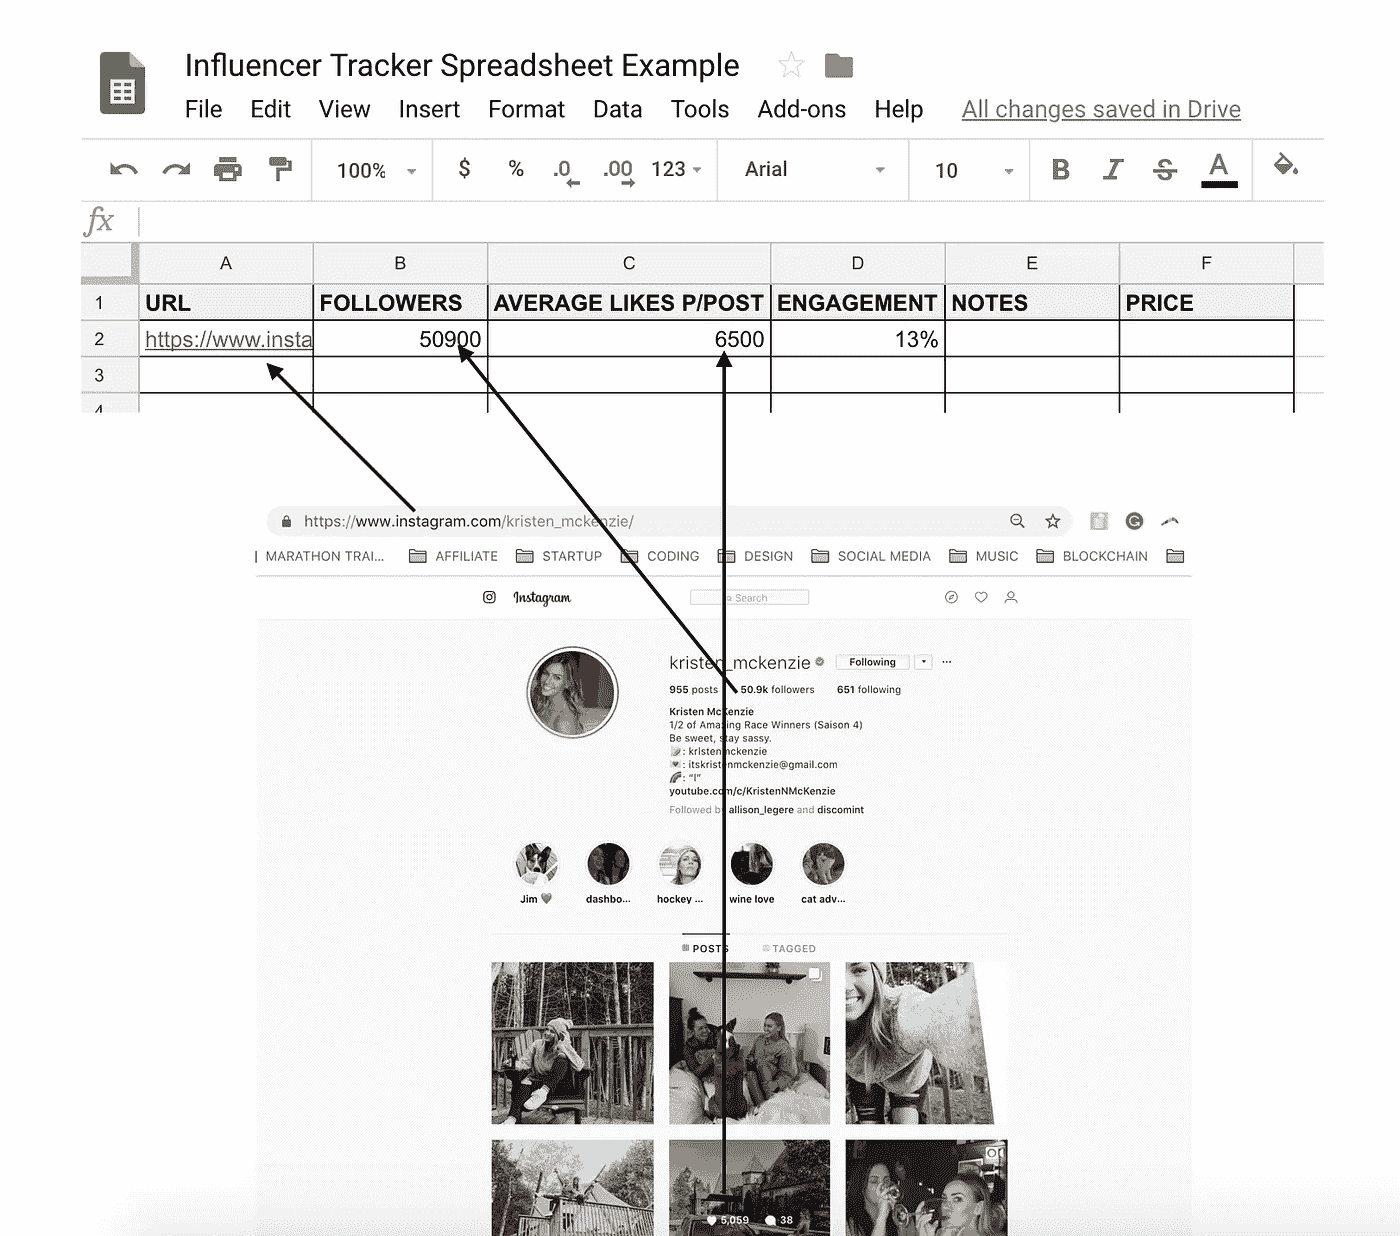 Influencer Tracker Spreadsheet Example
File Edit View Insert Format Data Tools Add-ons Help All changes saved in Drive
100% $ % .0 .00 123 Arial 10 B I S A
fx
A B C D E F
1 URL FOLLOWERS AVERAGE LIKES P/POST ENGAGEMENT NOTES PRICE
2 https://www.insta 50900 6500 13%
3
4
https://www.instagram.com/kristen_mckenzie/
MARATHON TRAI... AFFILIATE STARTUP CODING DESIGN SOCIAL MEDIA MUSIC BLOCKCHAIN
Instagram Search
kristen_mckenzie Following ...
955 posts 50.9k followers 651 following
Kristen McKenzie
1/2 of Amazing Race Winners (Saison 4)
Be sweet, stay sassy.
: kristenmckenzie
: itskristenmckenzie@gmail.com
: “I”
youtube.com/c/KristenNMcKenzie
Followed by allison_legere and discomint
Jim dashbo... hockey ... wine love cat adv...
POSTS TAGGED
5,059 38